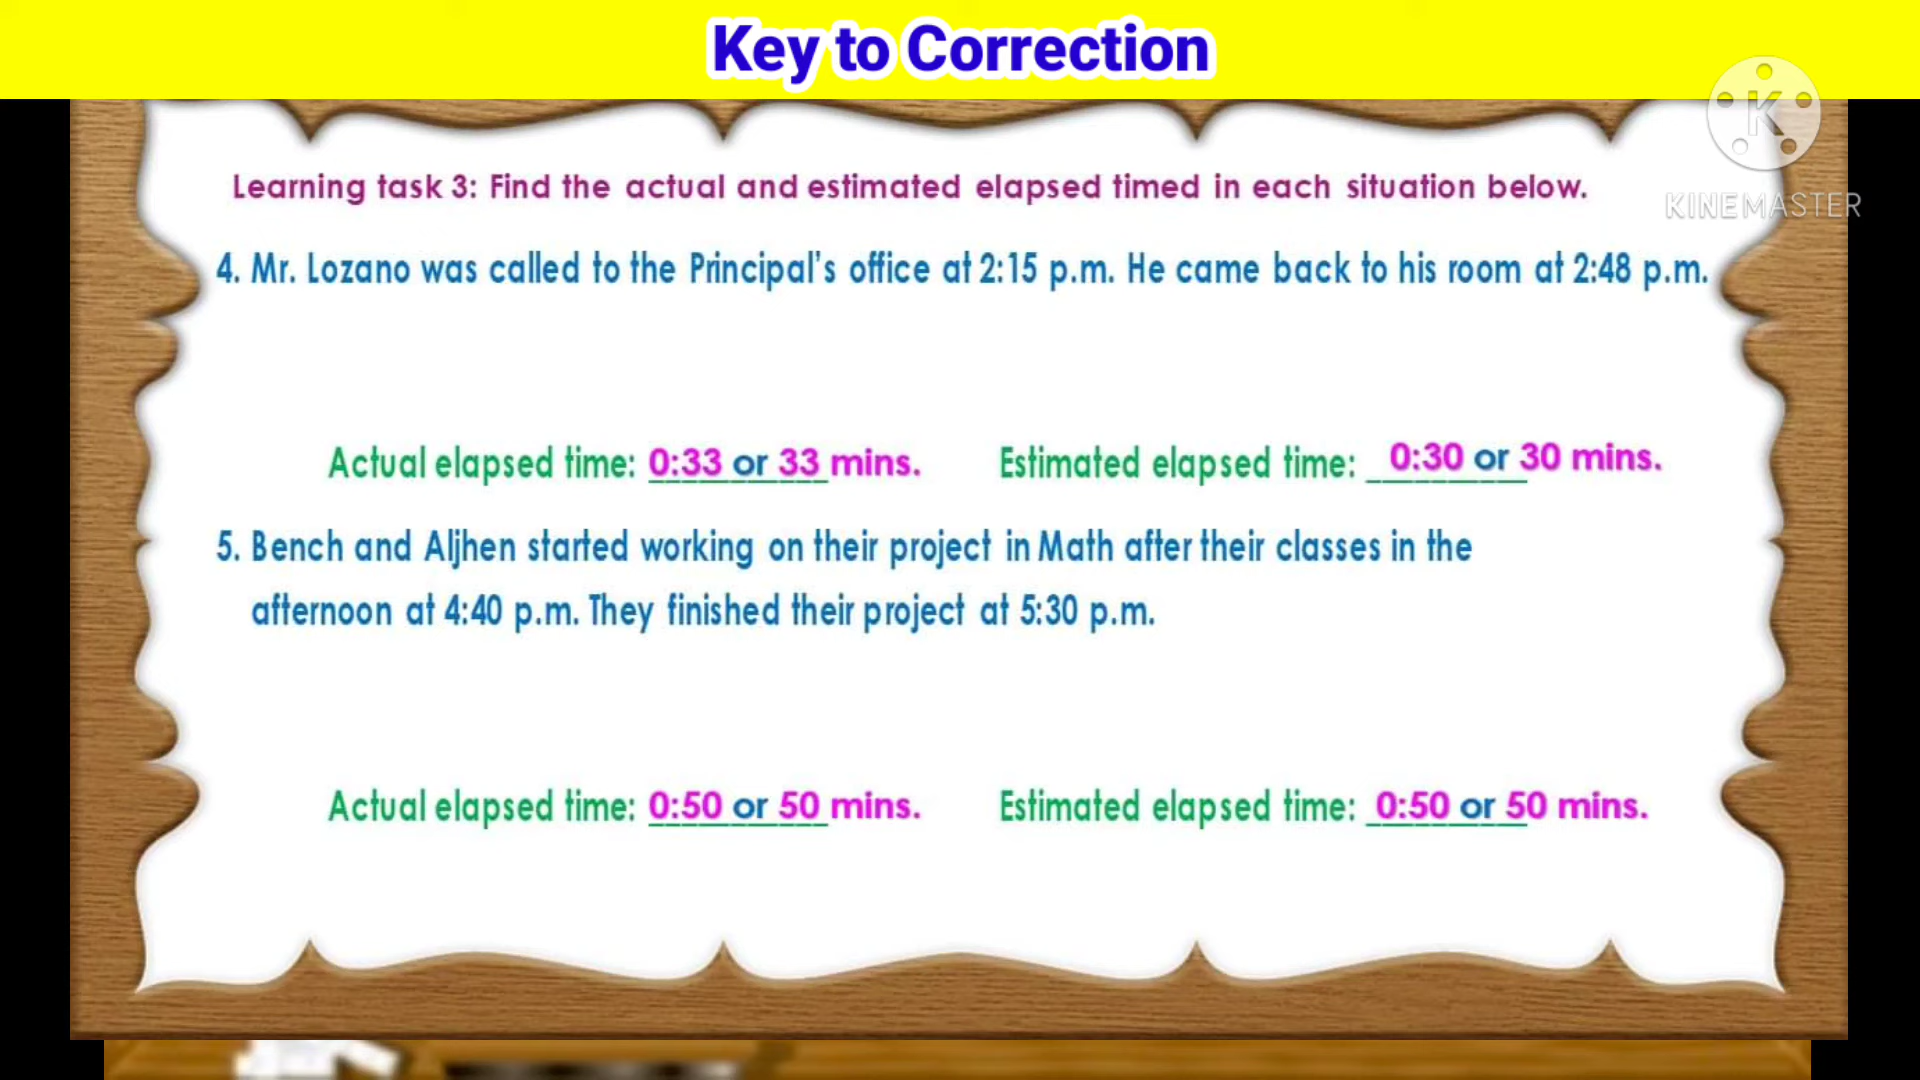 Key to Correction
K
KINEMASTER
Learning task 3: Find the actual and estimated elapsed timed in each situation below.
4. Mr. Lozano was called to the Principal's office at 2:15 p.m. He came back to his room at 2:48 p.m.
Actual elapsed time: 0:33 or 33 mins. Estimated elapsed time: 0:30 or 30 mins.
5. Bench and Aljhen started working on their project in Math after their classes in the
afternoon at 4:40 p.m. They finished their project at 5:30 p.m.
Actual elapsed time: 0:50 or 50 mins. Estimated elapsed time: 0:50 or 50 mins.